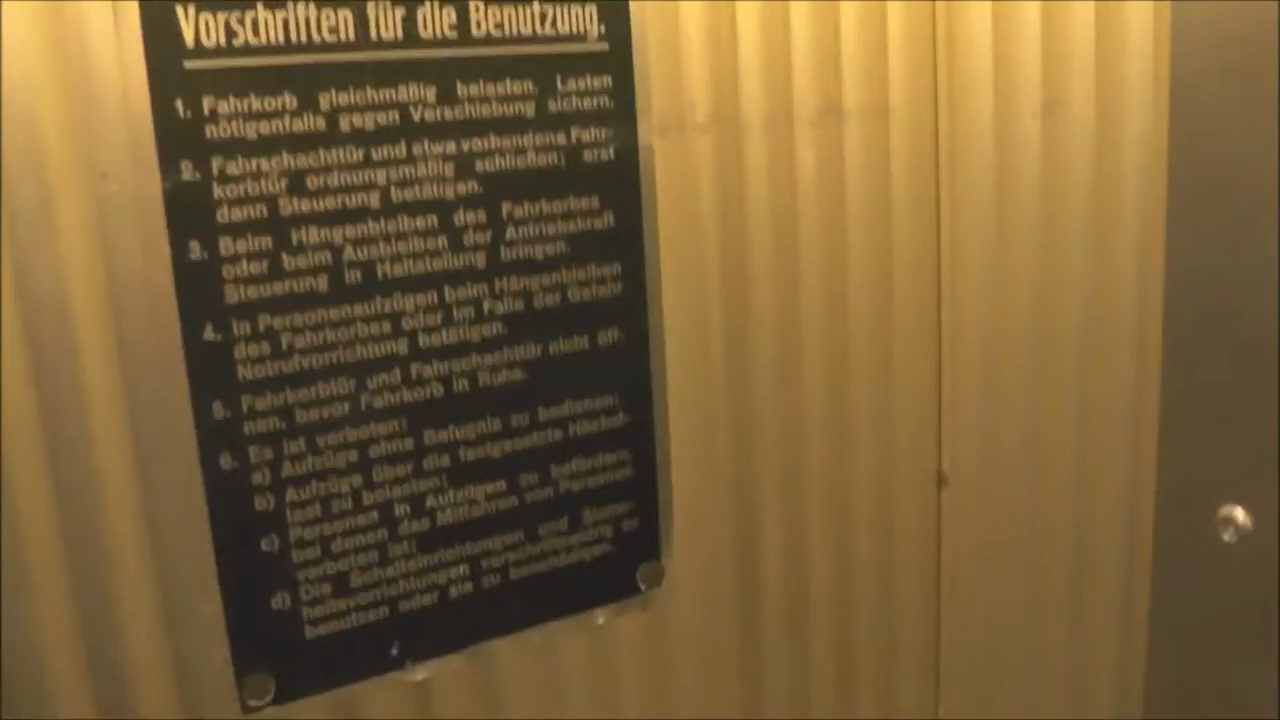 Vorschriften für die Benutzung.
1. Fahrkorb gleichmäßig belasten, Lasten
nötigenfalls gegen Verschiebung sichern.
2. Fahrschachttür und etwa vorhandene Fahr-
korbtür ordnungsmäßig schließen; erst
dann Steuerung betätigen.
3. Beim Hängenbleiben des Fahrkorbes
oder beim Ausbleiben der Antriebskraft
Steuerung in Haltstellung bringen.
4. In Personenaufzügen beim Hängenbleiben
des Fahrkorbes oder im Falle der Gefahr
Notrufvorrichtung betätigen.
5. Fahrkorbtür und Fahrschachttür nicht öff-
nen, bevor Fahrkorb in Ruhe.
6. Es ist verboten:
a) Aufzüge ohne Befugnis zu bedienen;
b) Aufzüge über die festgesetzte Höchst-
last zu belasten;
c) Personen in Aufzügen zu befördern,
bei denen das Mitfahren von Personen
verboten ist;
d) Die Schalteinrichtungen und Sicher-
heitsvorrichtungen vorschriftswidrig zu
benutzen oder sie zu beschädigen.